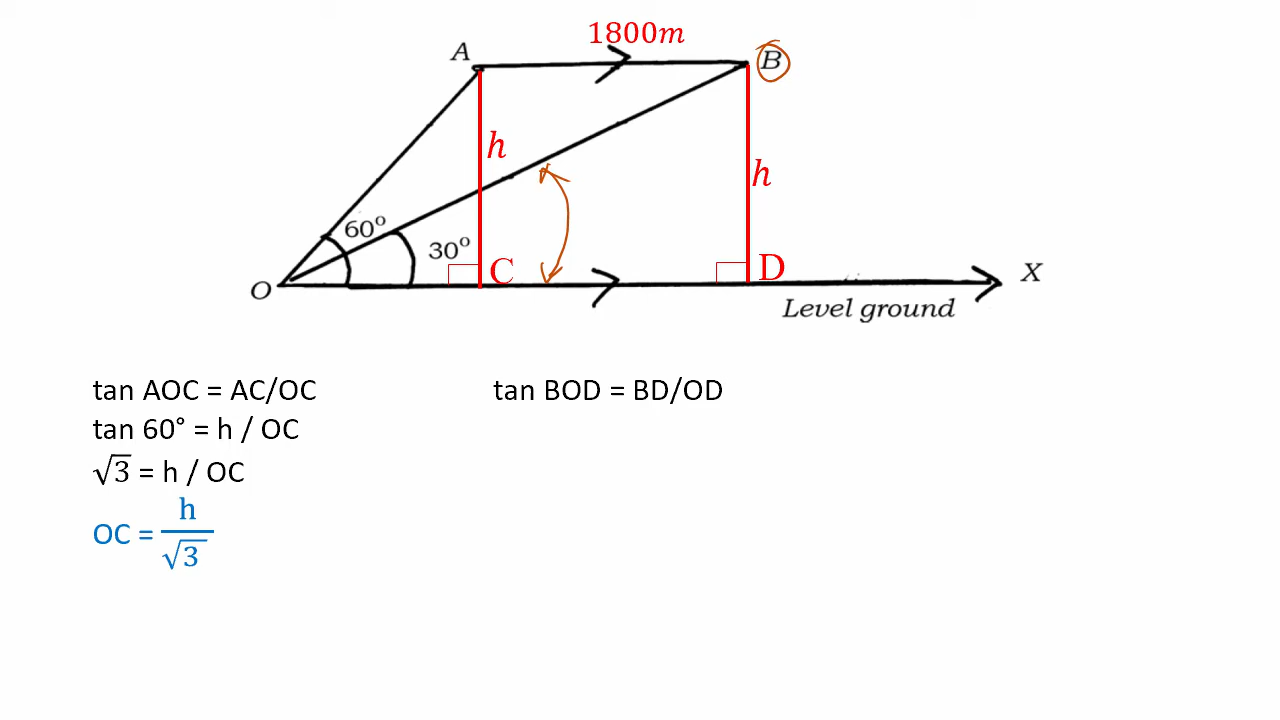 1800m
A
B
h
h
60°
30°
C
D
O
X
Level ground
tan AOC = AC/OC
tan BOD = BD/OD
tan 60° = h / OC
√3 = h / OC
OC = h/√3